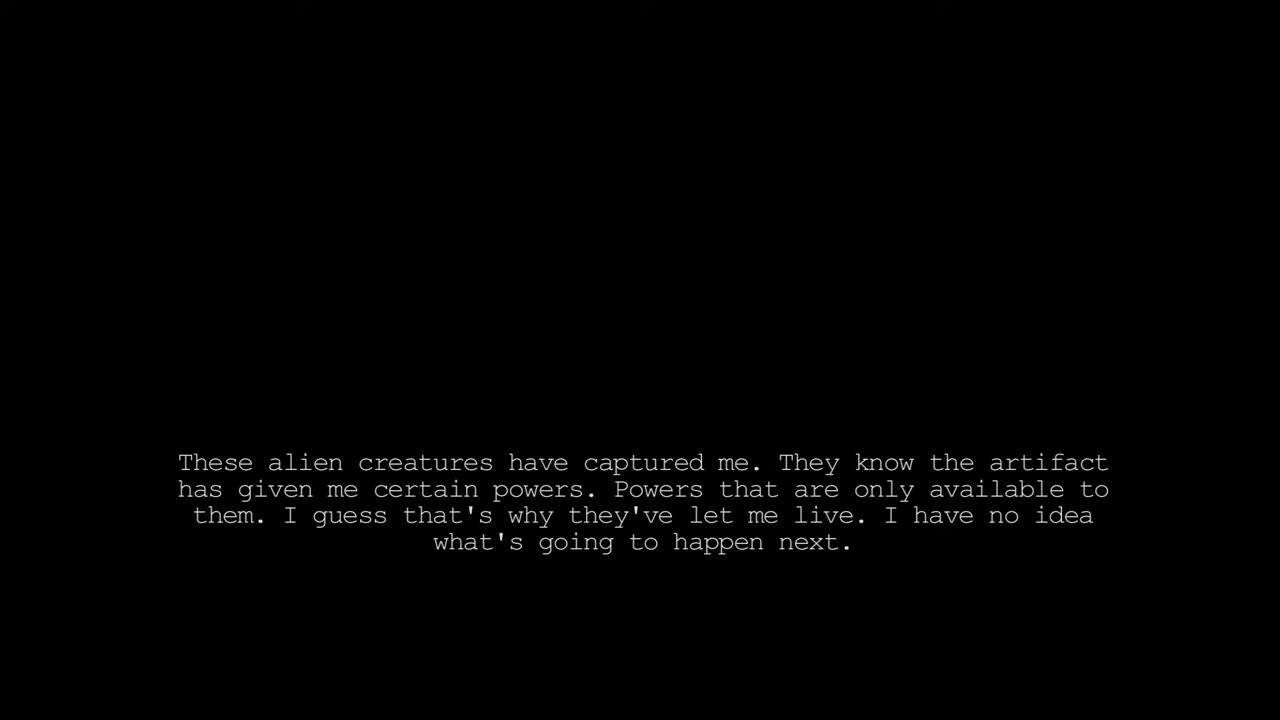 These alien creatures have captured me. They know the artifact
has given me certain powers. Powers that are only available to
them. I guess that's why they've let me live. I have no idea
what's going to happen next.